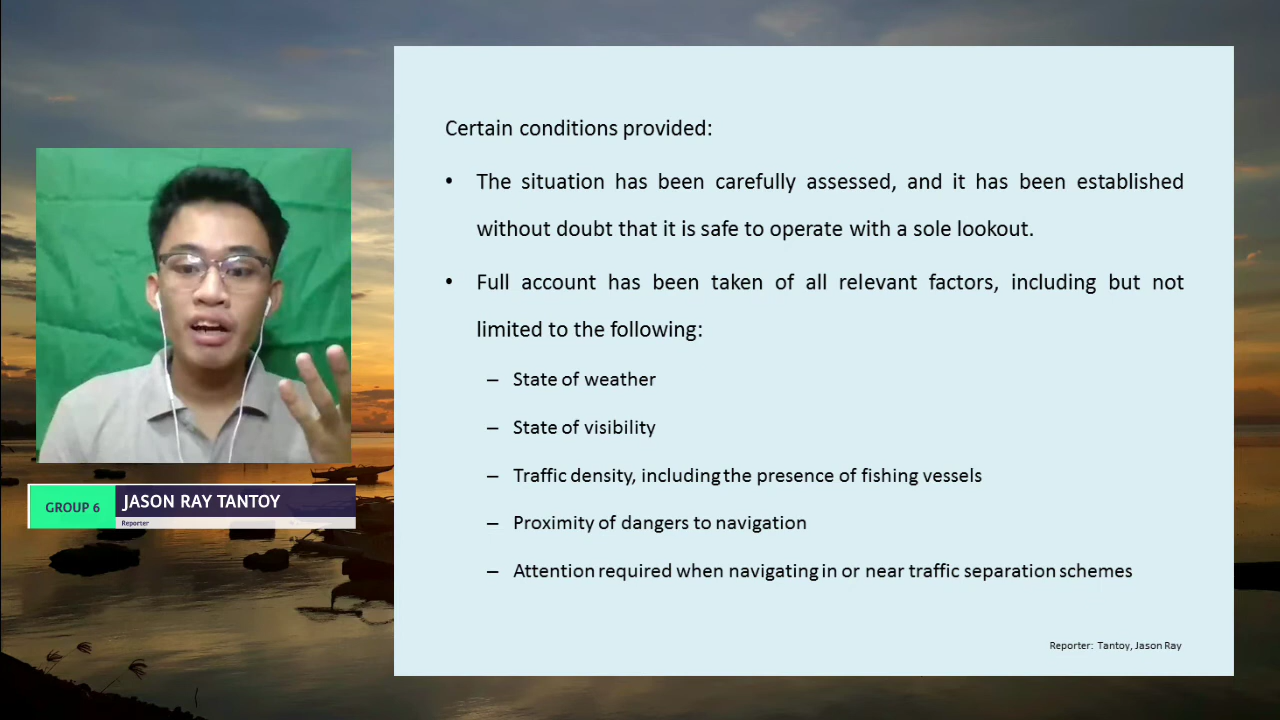 Certain conditions provided:
• The situation has been carefully assessed, and it has been established
without doubt that it is safe to operate with a sole lookout.
• Full account has been taken of all relevant factors, including but not
limited to the following:
– State of weather
– State of visibility
– Traffic density, including the presence of fishing vessels
– Proximity of dangers to navigation
– Attention required when navigating in or near traffic separation schemes
Reporter: Tantoy, Jason Ray
GROUP 6
JASON RAY TANTOY
Reporter